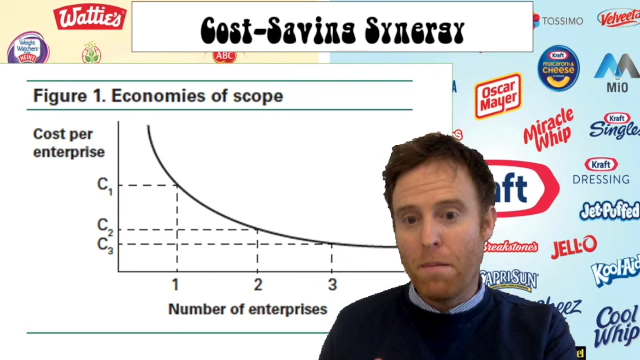 Wattie's
Cost-Saving Synergy
TOSSIMO
Velveeta
Weight
Watchers
HEINZ
ABC
Kraft
macaroni &
cheese
MiO
Figure 1. Economies of scope
Oscar
Mayer
Miracle
Whip
Kraft
Singles
Cost per
enterprise
Kraft
DRESSING
C1
aft
Jet-Puffed
C2
C3
Breakstone's
JELL-O
Kool-Aid
CAPRISUN
1 2 3
Number of enterprises
Cool
Whip